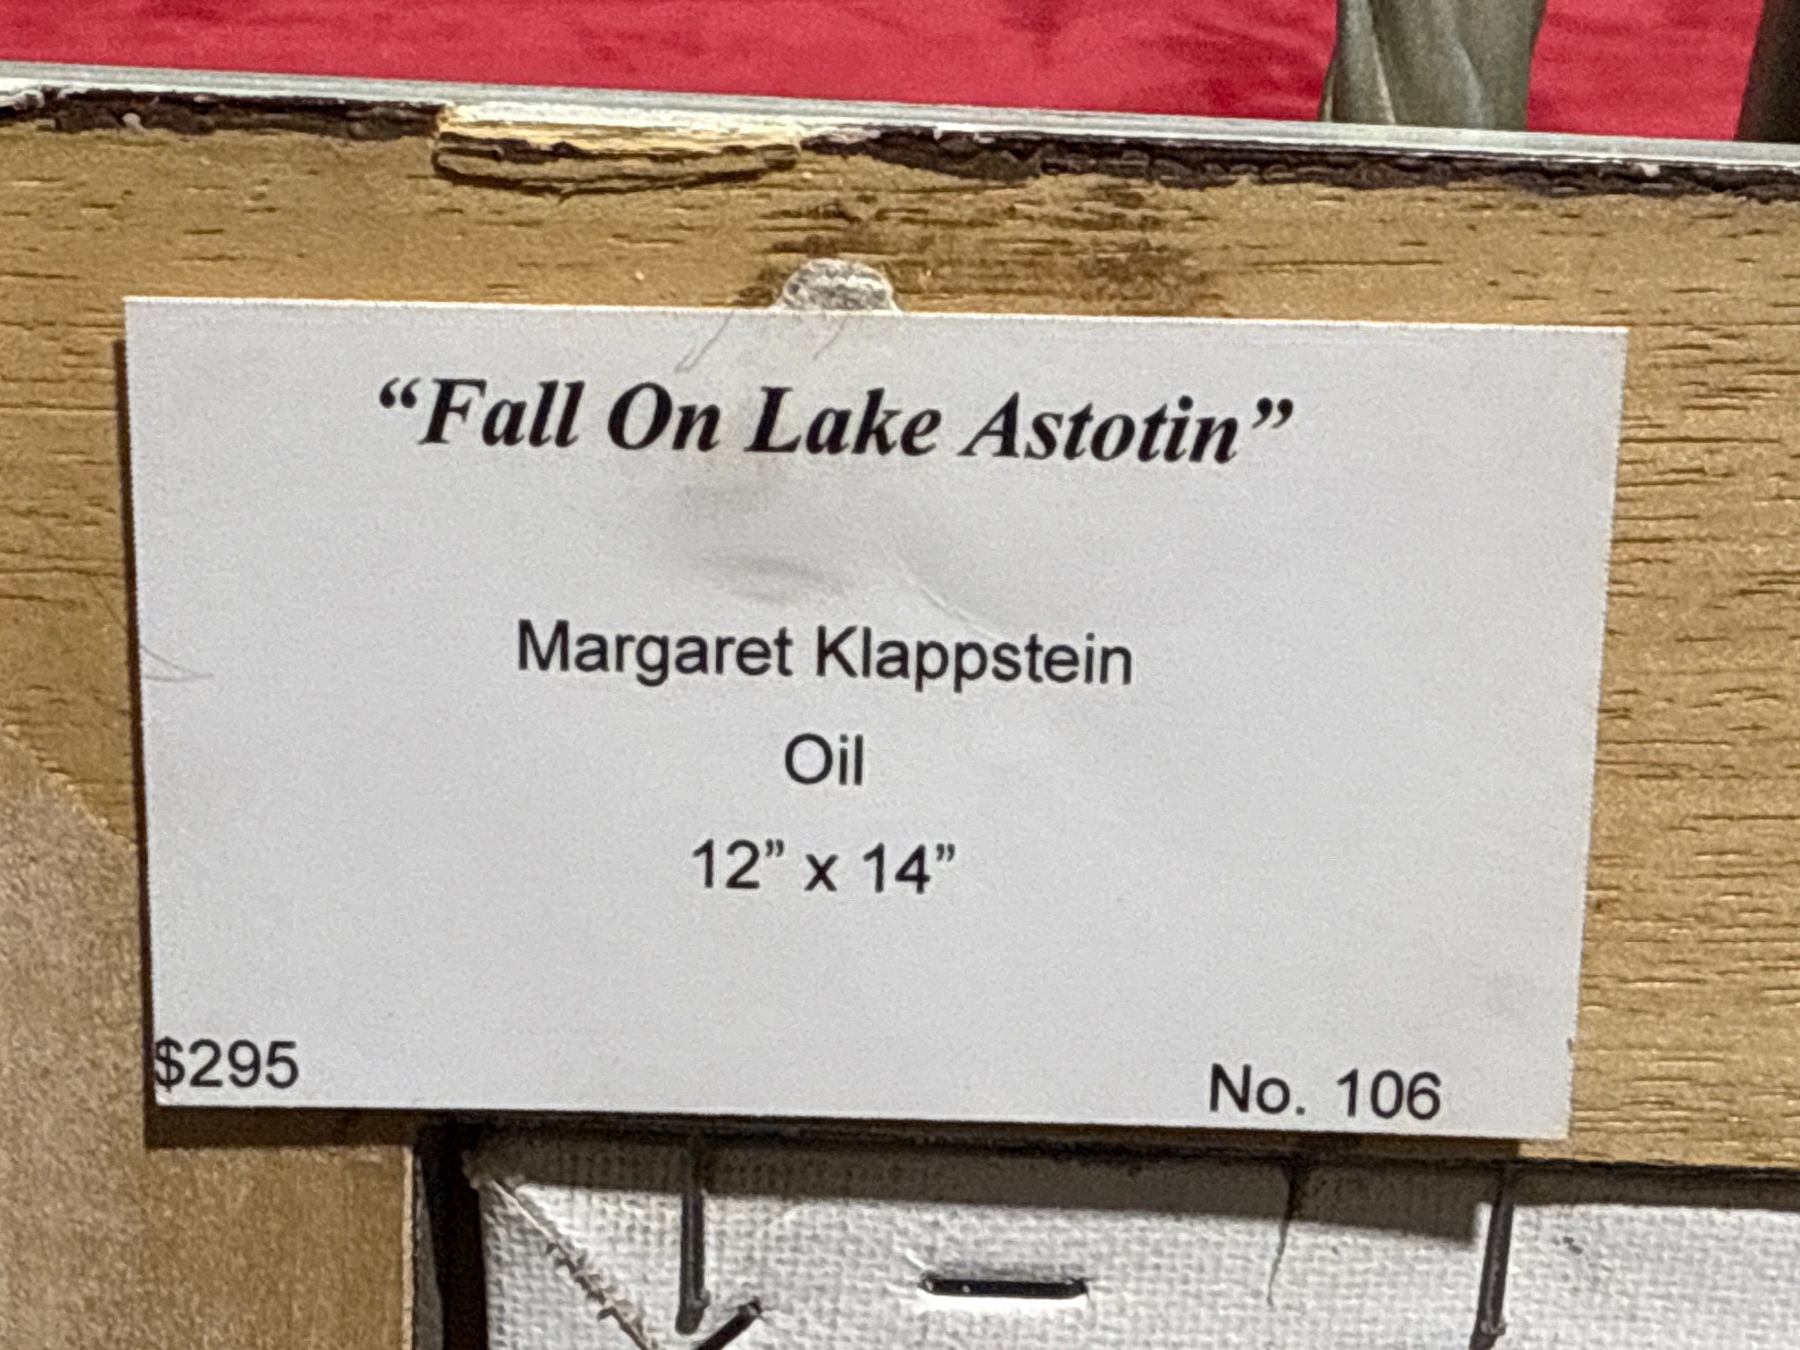 “Fall On Lake Astotin”
Margaret Klappstein
Oil
12” x 14”
$295 No. 106